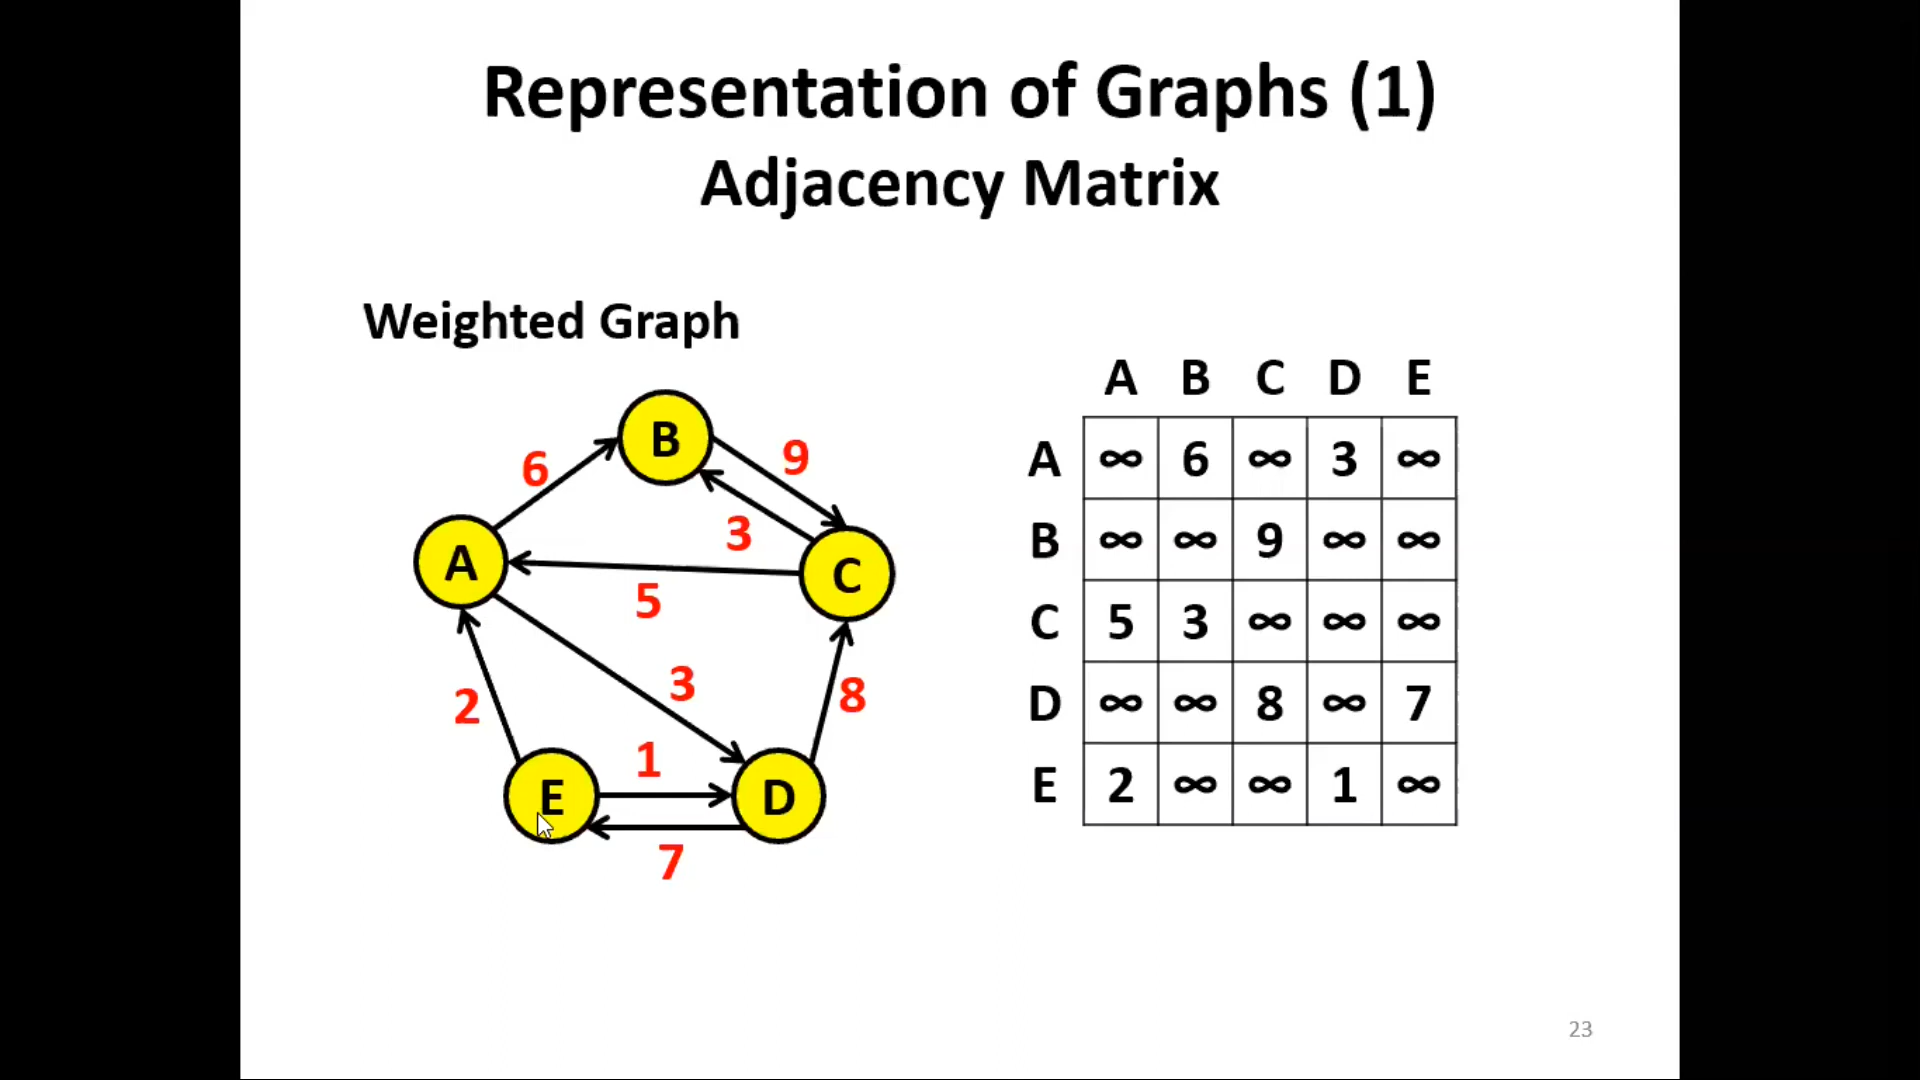 Representation of Graphs (1)
Adjacency Matrix
Weighted Graph
B
6
9
3
A
C
5
3
2
8
1
E
D
7
A B C D E
A ∞ 6 ∞ 3 ∞
B ∞ ∞ 9 ∞ ∞
C 5 3 ∞ ∞ ∞
D ∞ ∞ 8 ∞ 7
E 2 ∞ ∞ 1 ∞
23